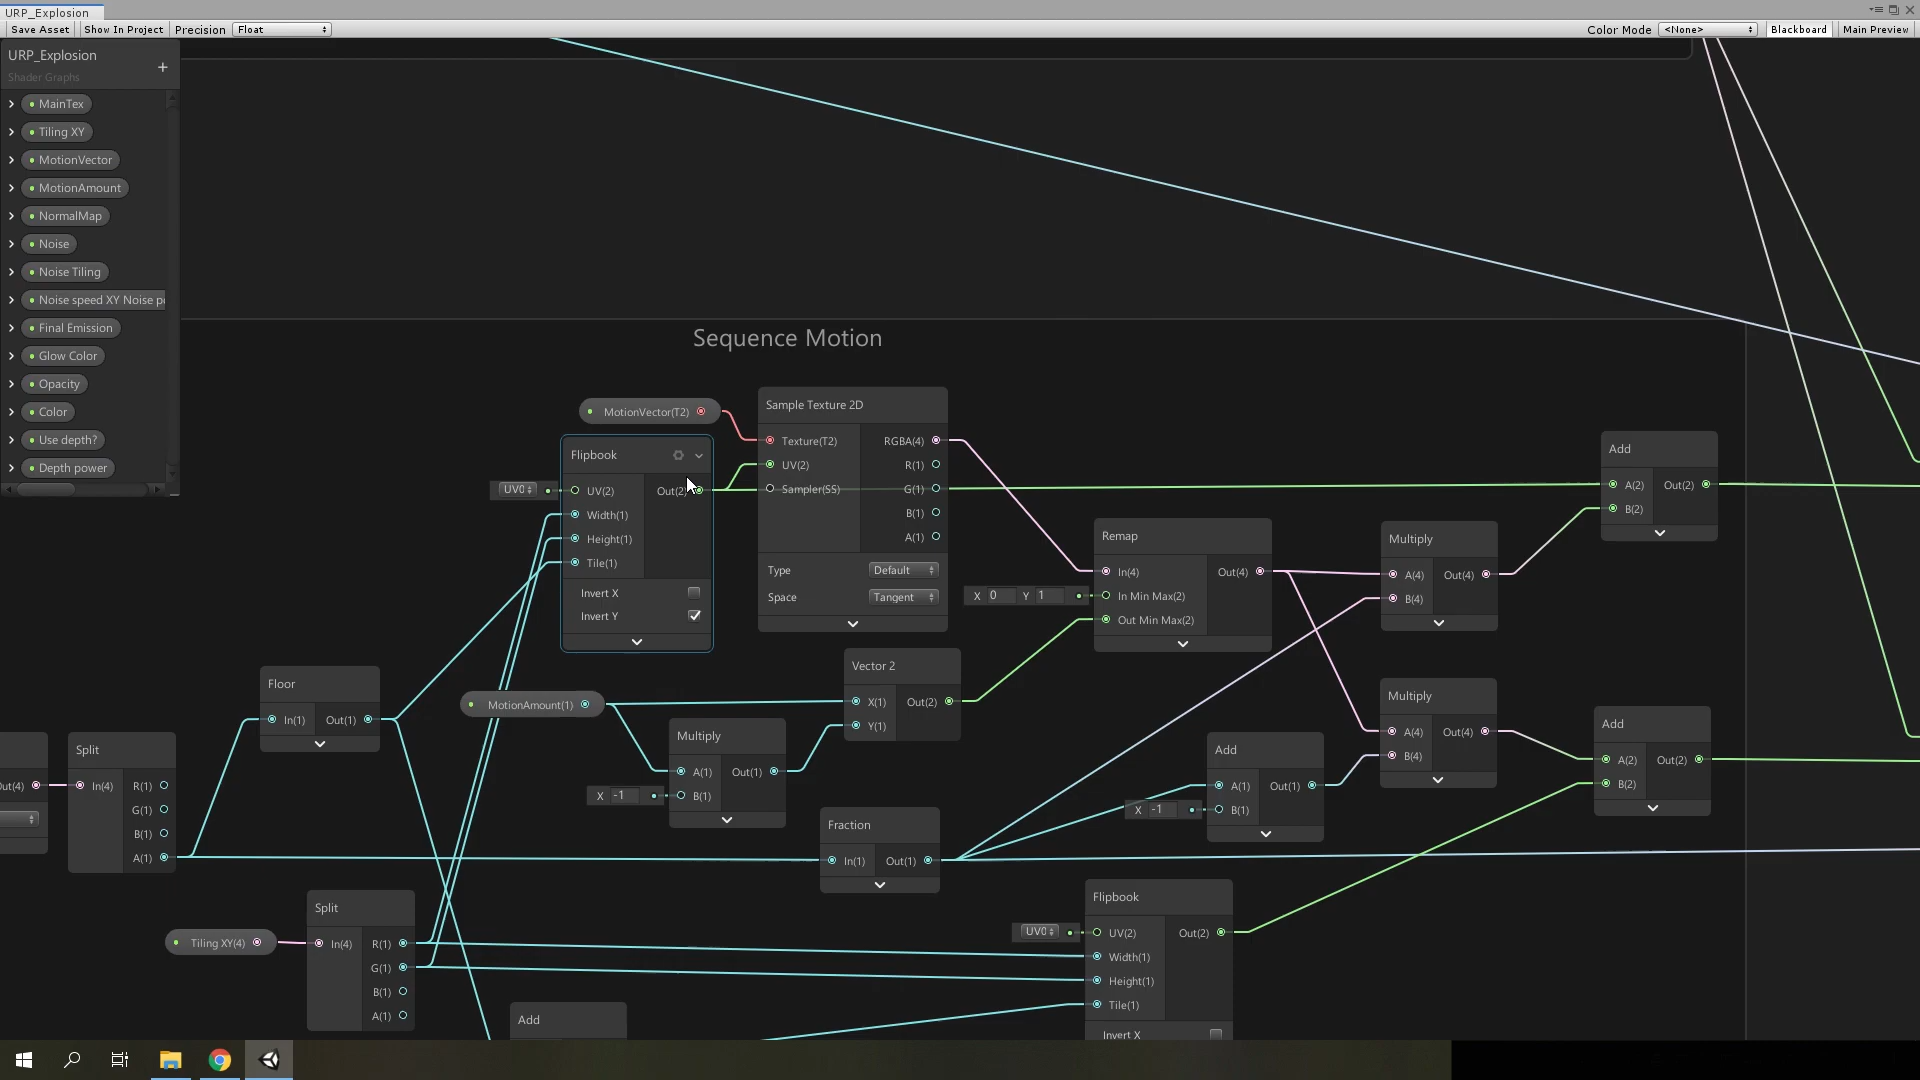 URP_Explosion
Save Asset
Show In Project
Precision
Float
Color Mode
<None>
Blackboard
Main Preview
URP_Explosion
Shader Graphs
+
MainTex
Tiling XY
MotionVector
MotionAmount
NormalMap
Noise
Noise Tiling
Noise speed XY Noise p
Final Emission
Glow Color
Opacity
Color
Use depth?
Depth power
Sequence Motion
MotionVector(T2)
Sample Texture 2D
Texture(T2)
UV(2)
Sampler(SS)
RGBA(4)
R(1)
G(1)
B(1)
A(1)
Type
Default
Space
Tangent
Flipbook
UV0
UV(2)
Width(1)
Height(1)
Tile(1)
Out(2)
Invert X
Invert Y
Add
A(2)
B(2)
Out(2)
Remap
X 0 Y 1
In(4)
In Min Max(2)
Out Min Max(2)
Out(4)
Multiply
A(4)
B(4)
Out(4)
Floor
In(1)
Out(1)
MotionAmount(1)
Vector 2
X(1)
Y(1)
Out(2)
Multiply
A(4)
B(4)
Out(4)
Multiply
X -1
A(1)
B(1)
Out(1)
Add
X -1
A(1)
B(1)
Out(1)
Add
A(2)
B(2)
Out(2)
Out(4)
Split
In(4)
R(1)
G(1)
B(1)
A(1)
Fraction
In(1)
Out(1)
Tiling XY(4)
Split
In(4)
R(1)
G(1)
B(1)
A(1)
Flipbook
UV0
UV(2)
Width(1)
Height(1)
Tile(1)
Out(2)
Invert X
Add